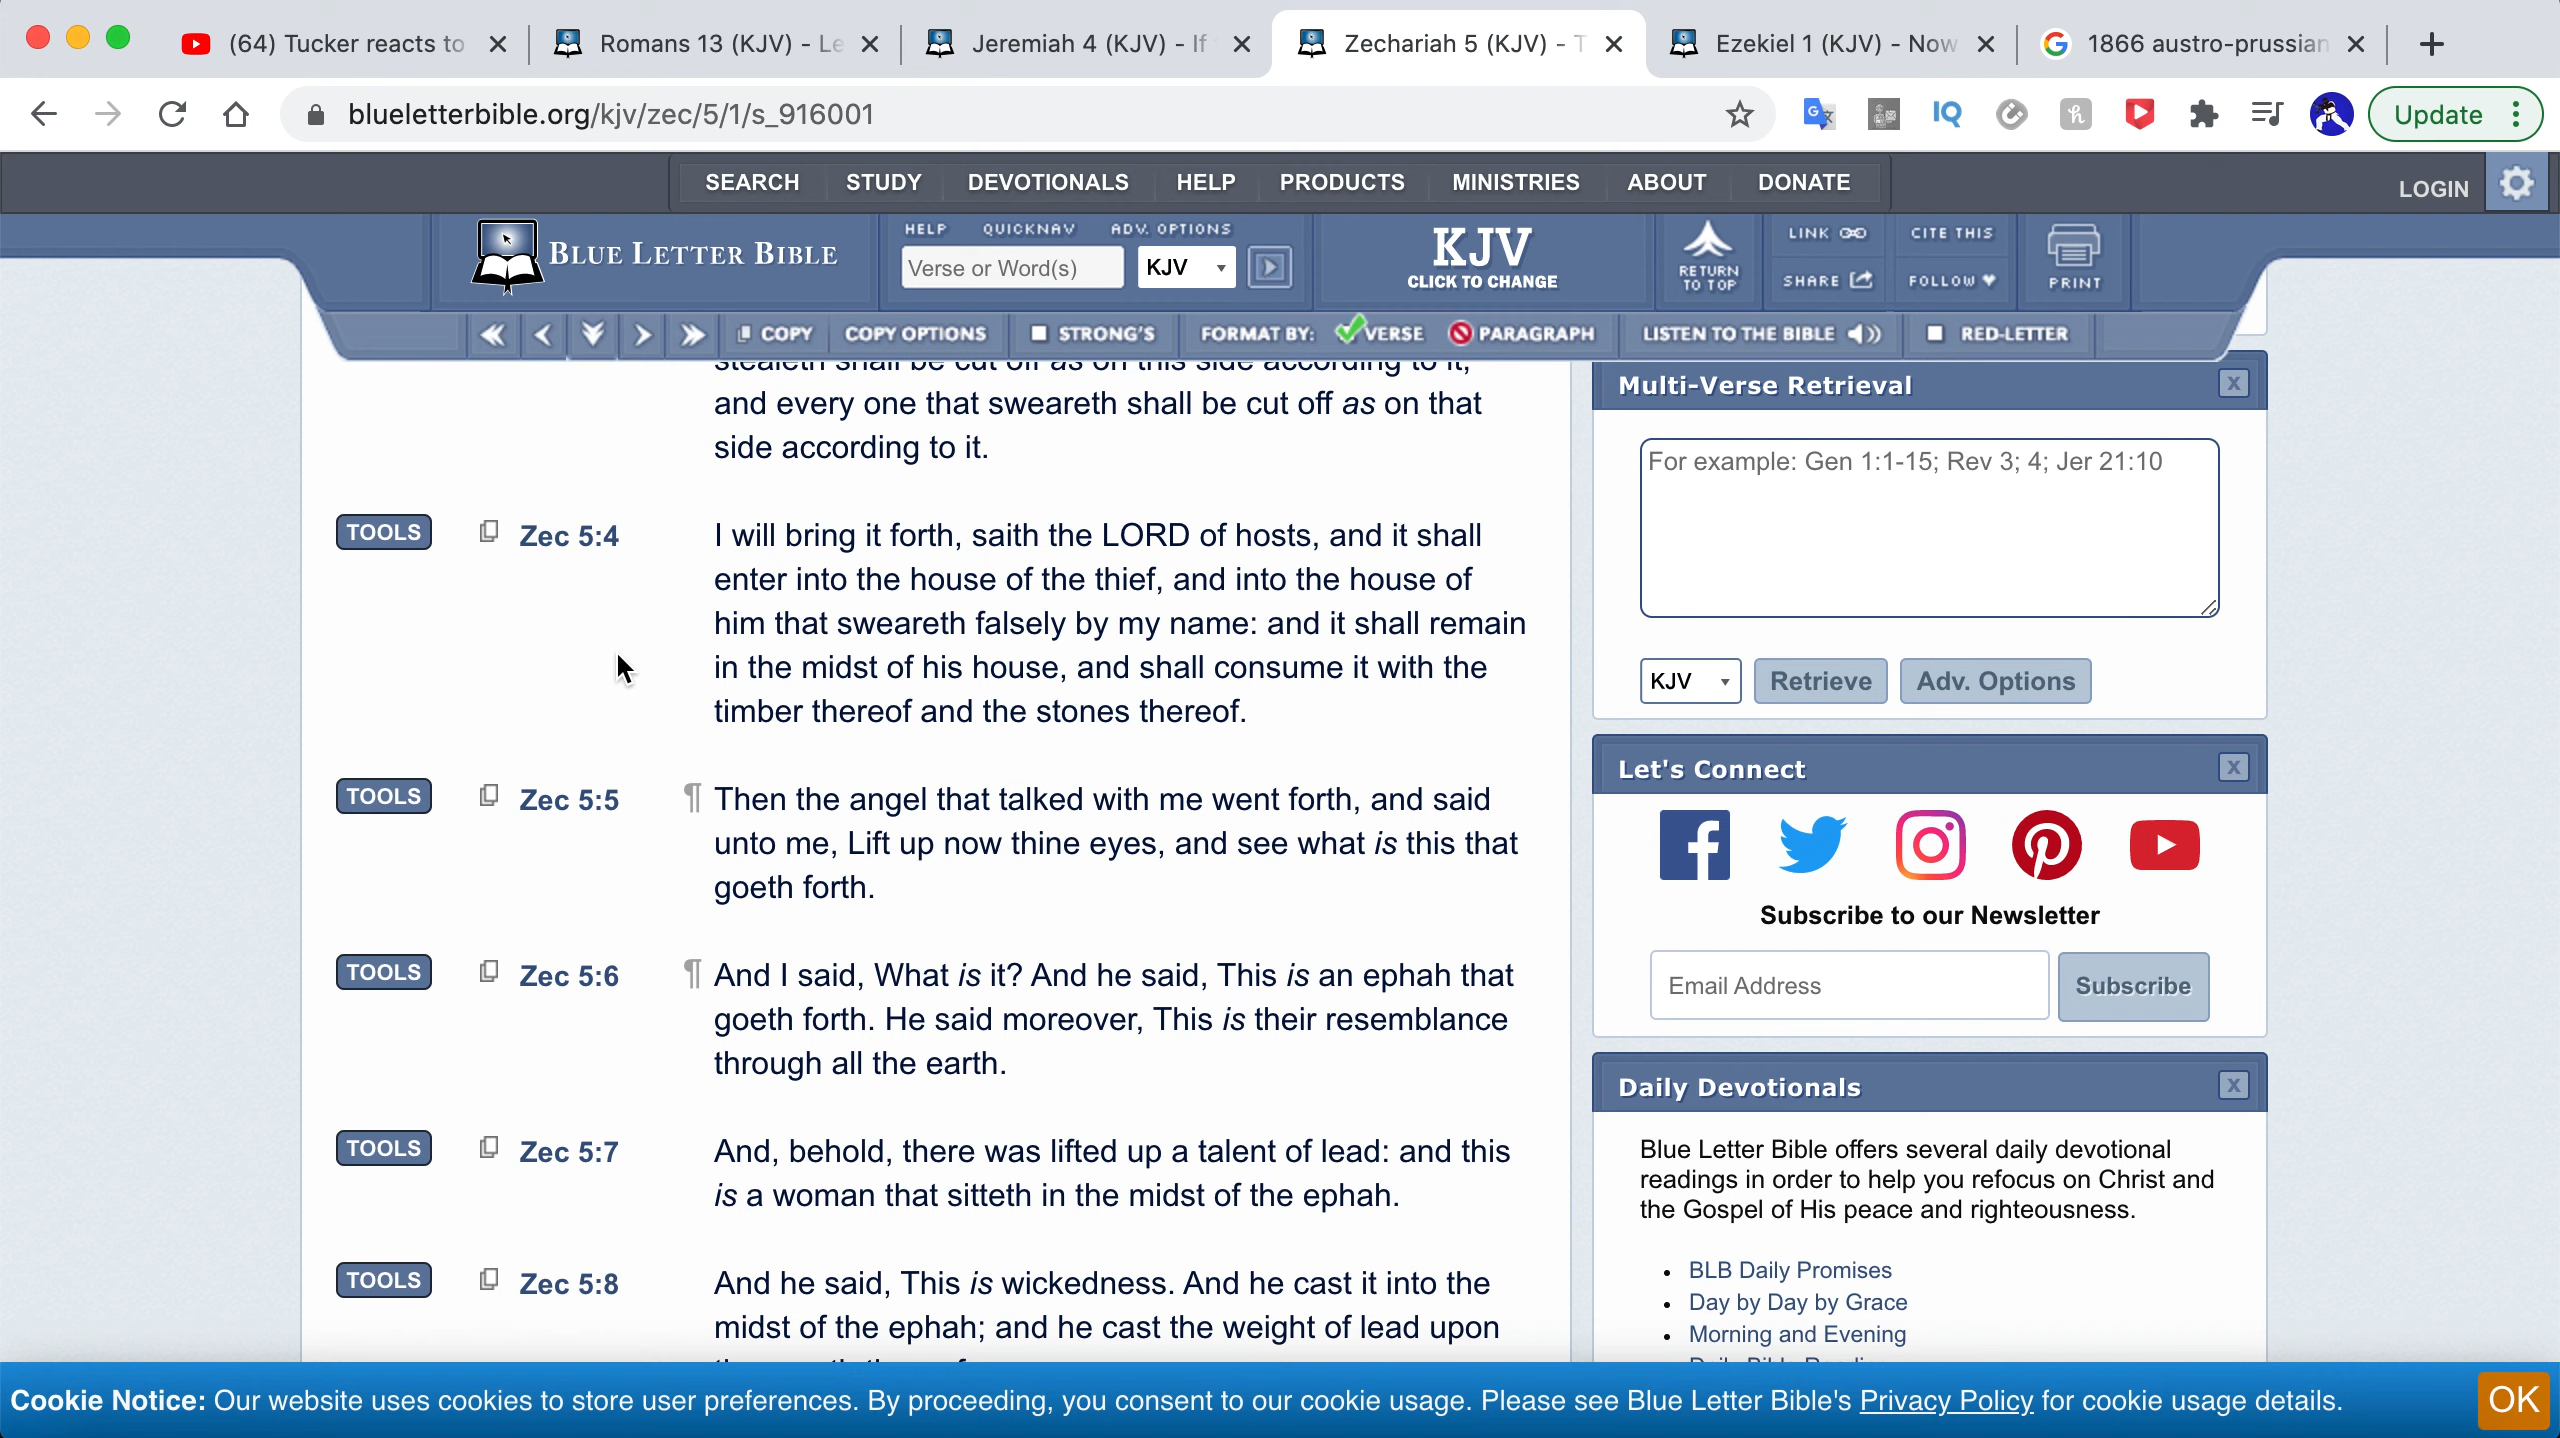 (64) Tucker reacts to
Romans 13 (KJV) - Le
Jeremiah 4 (KJV) - If
Zechariah 5 (KJV) - T
Ezekiel 1 (KJV) - Now
1866 austro-prussian
blueletterbible.org/kjv/zec/5/1/s_916001
IQ
Update
SEARCH STUDY DEVOTIONALS HELP PRODUCTS MINISTRIES ABOUT DONATE
LOGIN
BLUE LETTER BIBLE
HELP QUICKNAV ADV. OPTIONS
Verse or Word(s)
KJV
KJV
CLICK TO CHANGE
RETURN
TO TOP
LINK
CITE THIS
SHARE
FOLLOW
PRINT
COPY COPY OPTIONS STRONG'S FORMAT BY: VERSE PARAGRAPH LISTEN TO THE BIBLE RED-LETTER
stealeth shall be cut off as on this side according to it;
and every one that sweareth shall be cut off as on that
side according to it.
TOOLS Zec 5:4 I will bring it forth, saith the LORD of hosts, and it shall
enter into the house of the thief, and into the house of
him that sweareth falsely by my name: and it shall remain
in the midst of his house, and shall consume it with the
timber thereof and the stones thereof.
TOOLS Zec 5:5 ¶ Then the angel that talked with me went forth, and said
unto me, Lift up now thine eyes, and see what is this that
goeth forth.
TOOLS Zec 5:6 ¶ And I said, What is it? And he said, This is an ephah that
goeth forth. He said moreover, This is their resemblance
through all the earth.
TOOLS Zec 5:7 And, behold, there was lifted up a talent of lead: and this
is a woman that sitteth in the midst of the ephah.
TOOLS Zec 5:8 And he said, This is wickedness. And he cast it into the
midst of the ephah; and he cast the weight of lead upon
Multi-Verse Retrieval
X
For example: Gen 1:1-15; Rev 3; 4; Jer 21:10
KJV
Retrieve
Adv. Options
Let's Connect
X
Subscribe to our Newsletter
Email Address
Subscribe
Daily Devotionals
X
Blue Letter Bible offers several daily devotional
readings in order to help you refocus on Christ and
the Gospel of His peace and righteousness.
• BLB Daily Promises
• Day by Day by Grace
• Morning and Evening
Cookie Notice: Our website uses cookies to store user preferences. By proceeding, you consent to our cookie usage. Please see Blue Letter Bible's Privacy Policy for cookie usage details.
OK